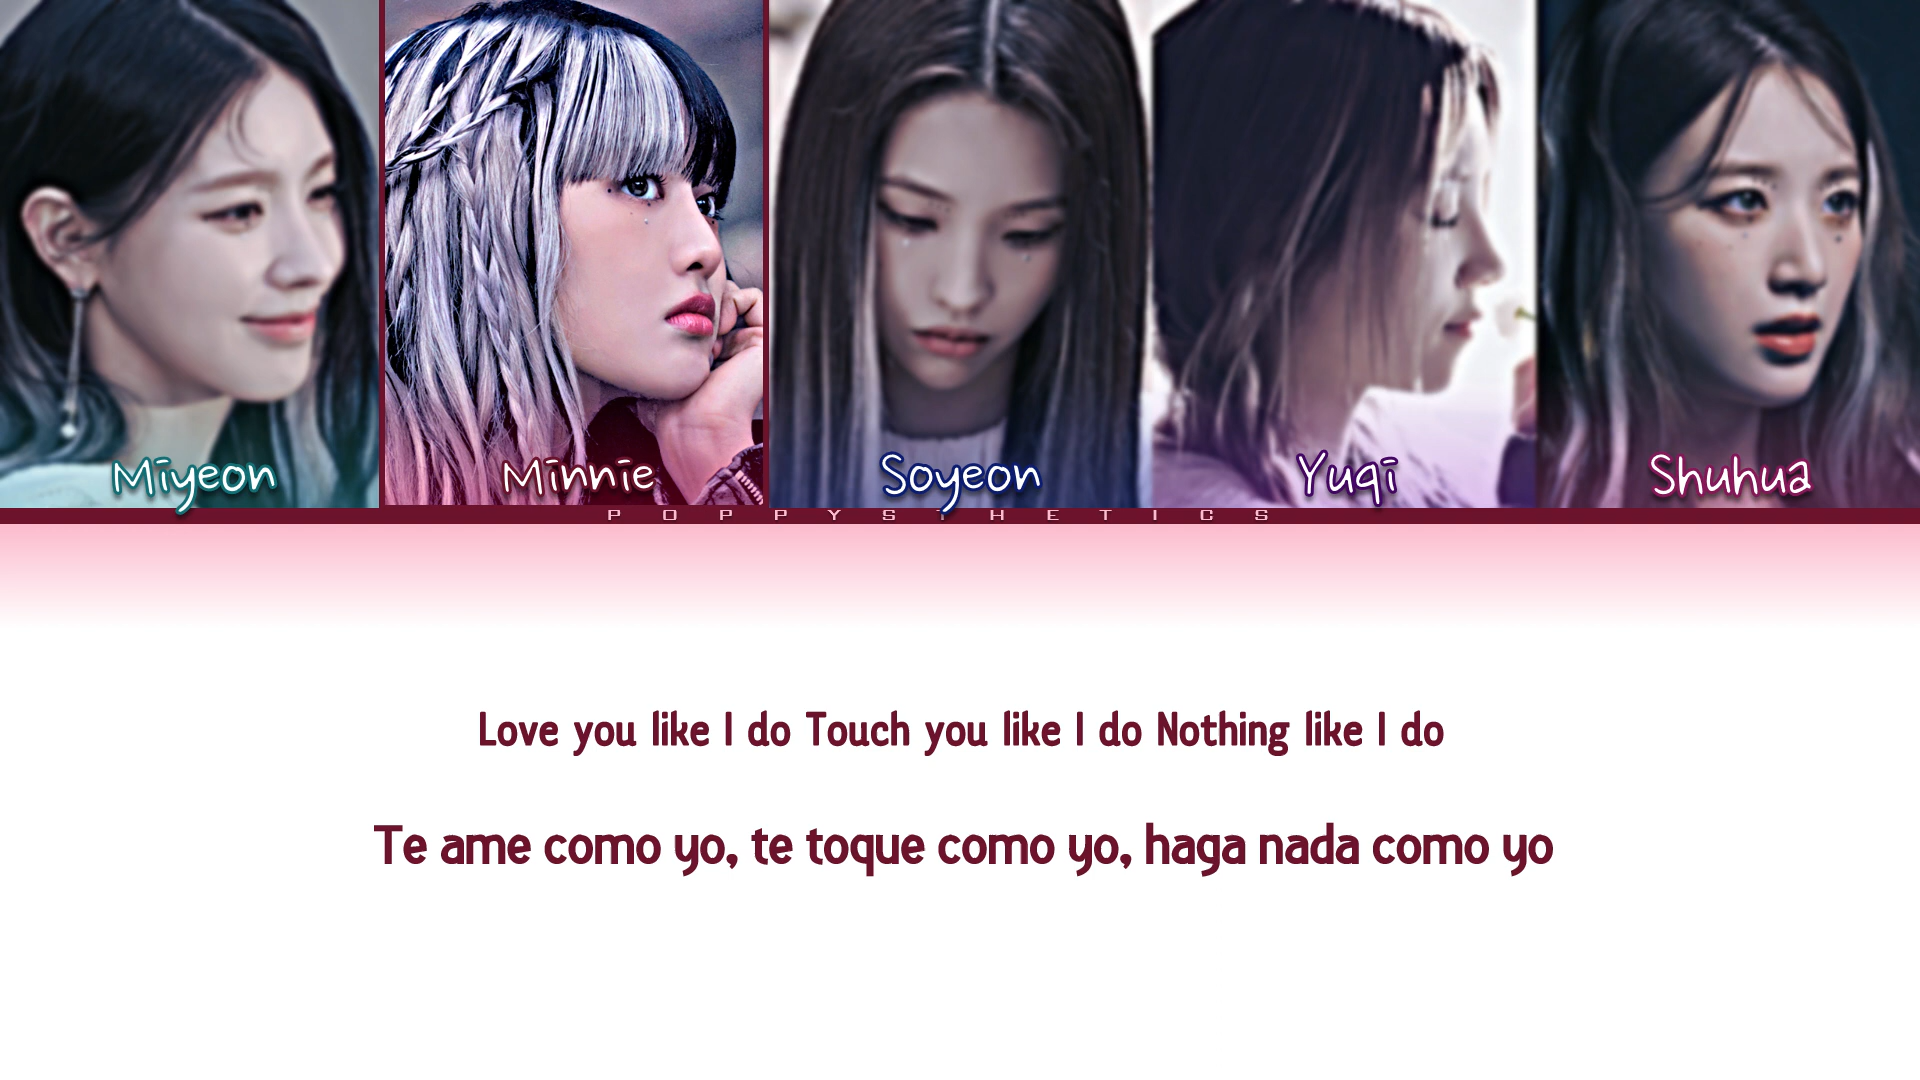 Miyeon
Minnie
Soyeon
Yuqi
Shuhua
POPPYSTHETICS
Love you like I do Touch you like I do Nothing like I do
Te ame como yo, te toque como yo, haga nada como yo